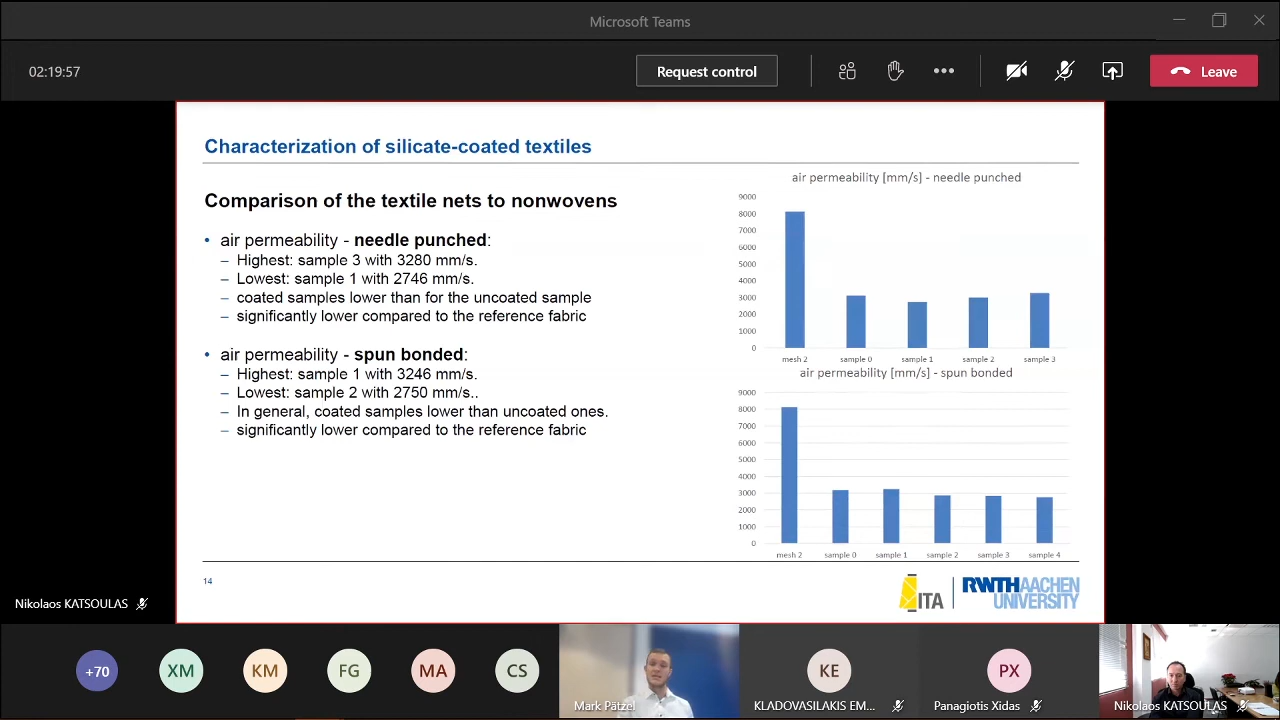 Microsoft Teams
02:19:57
Request control
Leave
Characterization of silicate-coated textiles
Comparison of the textile nets to nonwovens
• air permeability - needle punched:
– Highest: sample 3 with 3280 mm/s.
– Lowest: sample 1 with 2746 mm/s.
– coated samples lower than for the uncoated sample
– significantly lower compared to the reference fabric
• air permeability - spun bonded:
– Highest: sample 1 with 3246 mm/s.
– Lowest: sample 2 with 2750 mm/s..
– In general, coated samples lower than uncoated ones.
– significantly lower compared to the reference fabric
air permeability [mm/s] - needle punched
9000
8000
7000
6000
5000
4000
3000
2000
1000
0
mesh 2 sample 0 sample 1 sample 2 sample 3
air permeability [mm/s] - spun bonded
9000
8000
7000
6000
5000
4000
3000
2000
1000
0
mesh 2 sample 0 sample 1 sample 2 sample 3 sample 4
14
ITA
RWTHAACHEN
UNIVERSITY
Nikolaos KATSOULAS
+70
XM
KM
FG
MA
CS
Mark Pätzel
KE
KLADOVASILAKIS EM...
PX
Panagiotis Xidas
Nikolaos KATSOULAS